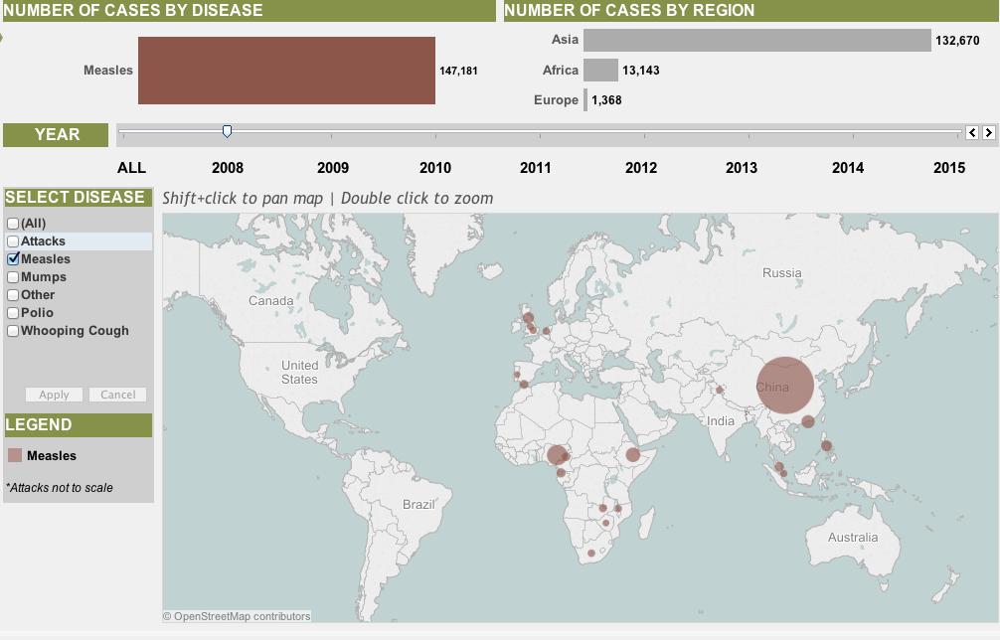 NUMBER OF CASES BY DISEASE
NUMBER OF CASES BY REGION
Measles 147,181
Asia 132,670
Africa 13,143
Europe 1,368
YEAR
ALL 2008 2009 2010 2011 2012 2013 2014 2015
SELECT DISEASE
Shift+click to pan map | Double click to zoom
(All)
Attacks
Measles
Mumps
Other
Polio
Whooping Cough
Apply Cancel
LEGEND
Measles
*Attacks not to scale
Russia
Canada
United
States
China
India
Brazil
Australia
© OpenStreetMap contributors